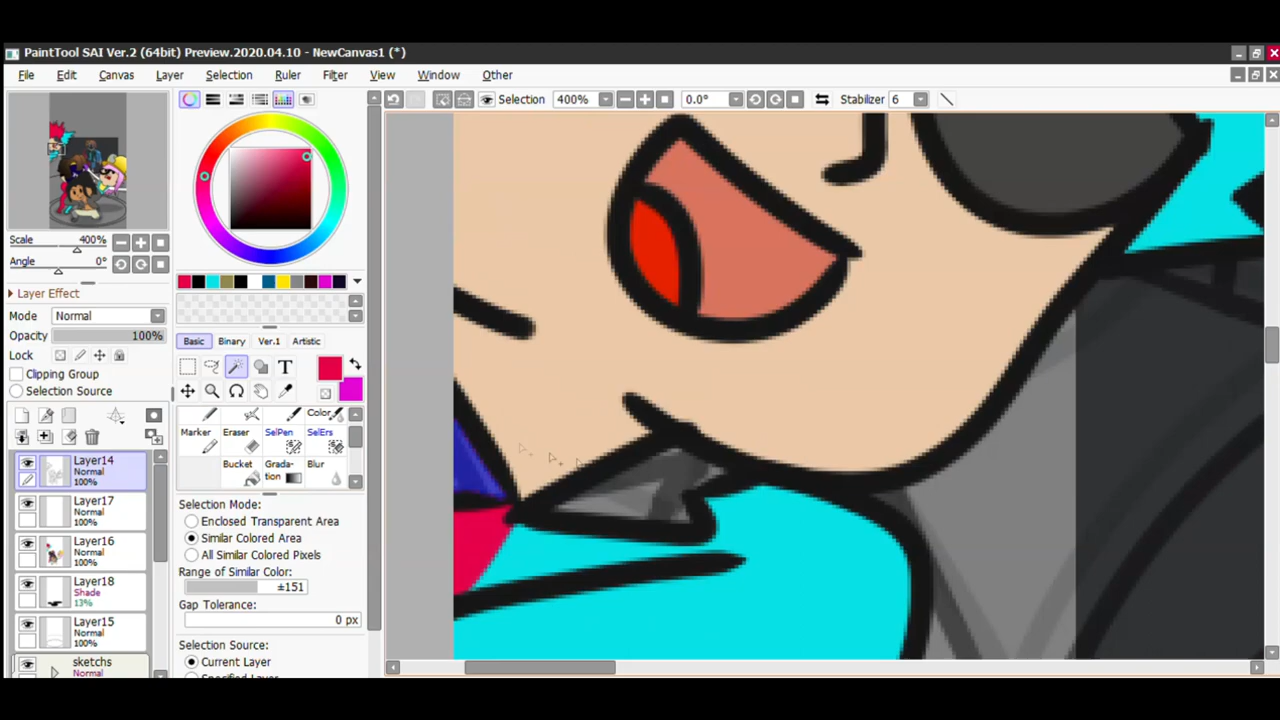 PaintTool SAI Ver.2 (64bit) Preview.2020.04.10 - NewCanvas1 (*)
File Edit Canvas Layer Selection Ruler Filter View Window Other
Selection 400% 0.0° Stabilizer 6
Scale 400%
Angle 0°
Layer Effect
Mode Normal
Opacity 100%
Lock
Clipping Group
Selection Source
Layer14
Normal
100%
Layer17
Normal
100%
Layer16
Normal
100%
Layer18
Shade
13%
Layer15
Normal
100%
sketchs
Normal
Basic Binary Ver.1 Artistic
T
Color
Marker Eraser SelPen SelErs
Bucket Grada-tion Blur
Selection Mode:
Enclosed Transparent Area
Similar Colored Area
All Similar Colored Pixels
Range of Similar Color:
±151
Gap Tolerance:
0 px
Selection Source:
Current Layer